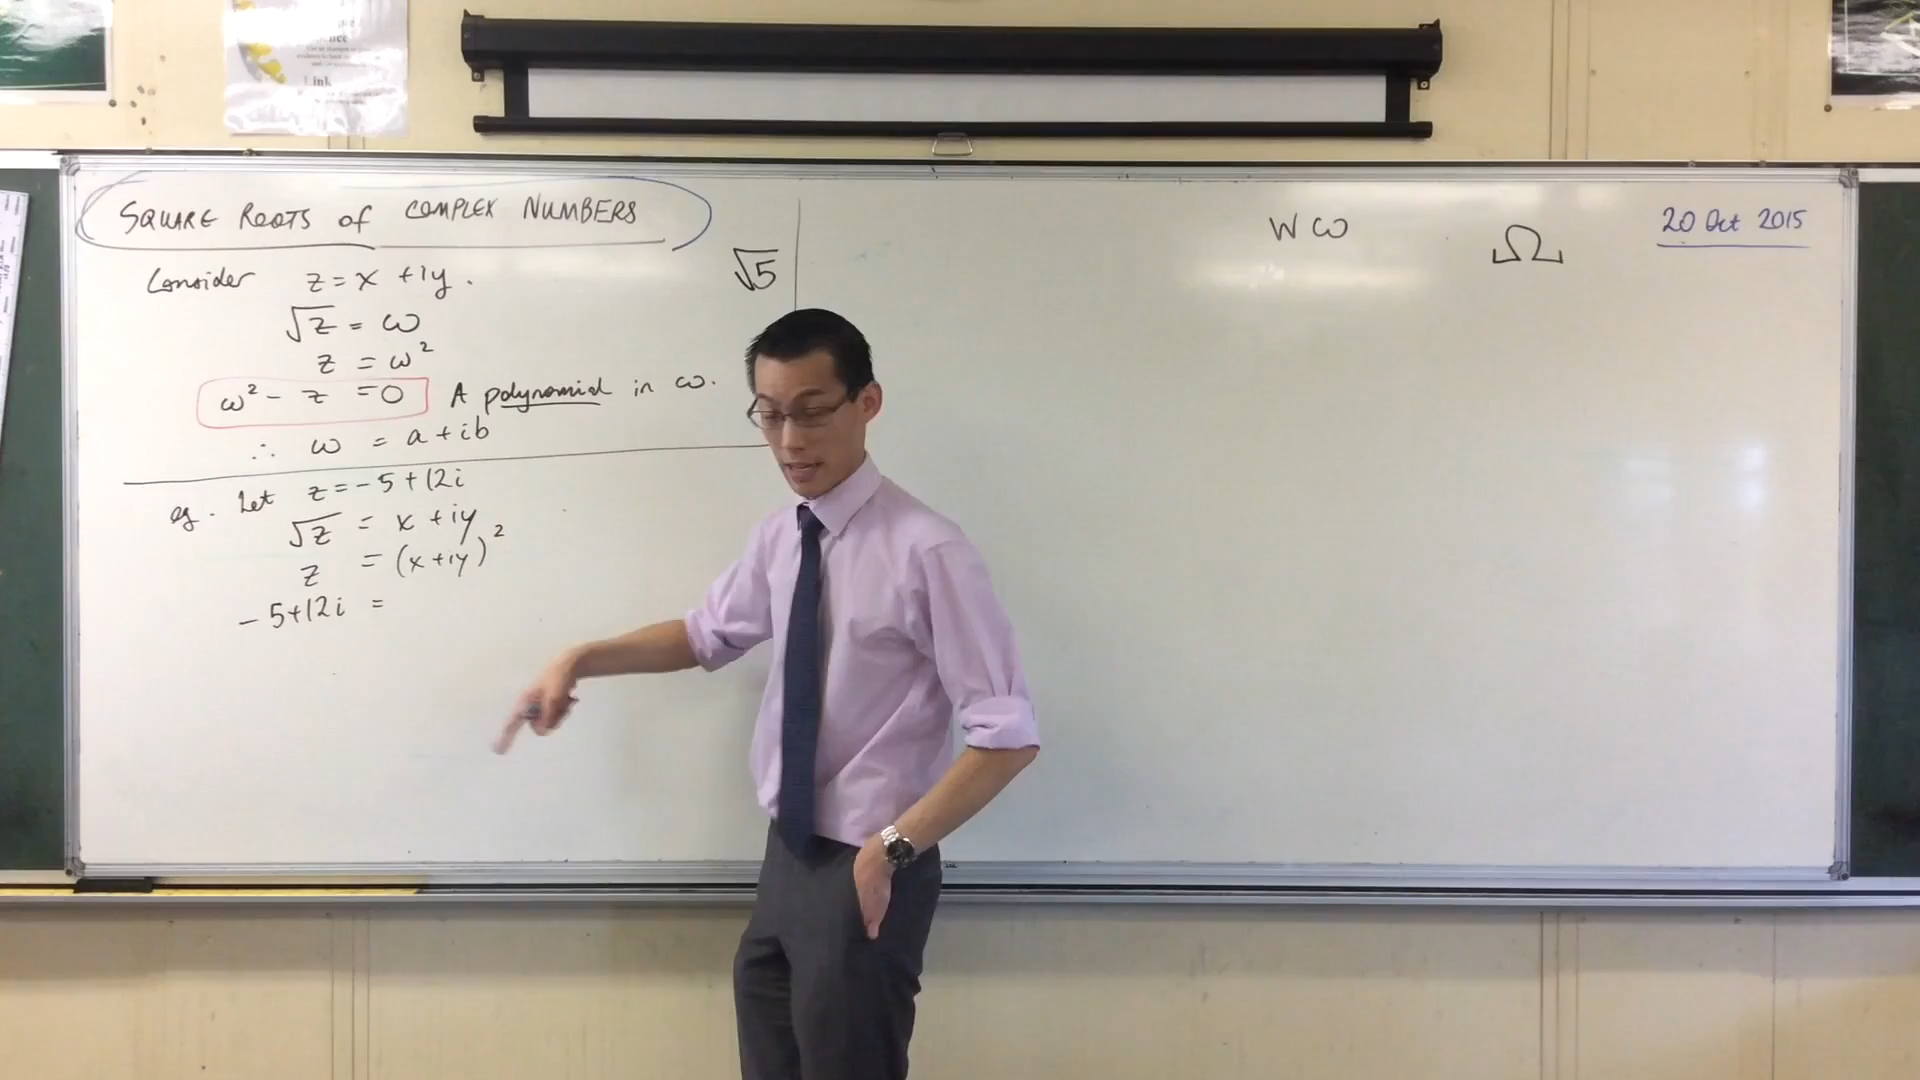 SQUARE ROOTS of COMPLEX NUMBERS
Consider z = x + iy.
√z = ω
z = ω²
ω² - z = 0 A polynomial in ω.
∴ ω = a + ib
eg. Let z = -5 + 12i
√z = x + iy
z = (x + iy)²
-5+12i =
√5
W ω
Ω
20 Oct 2015